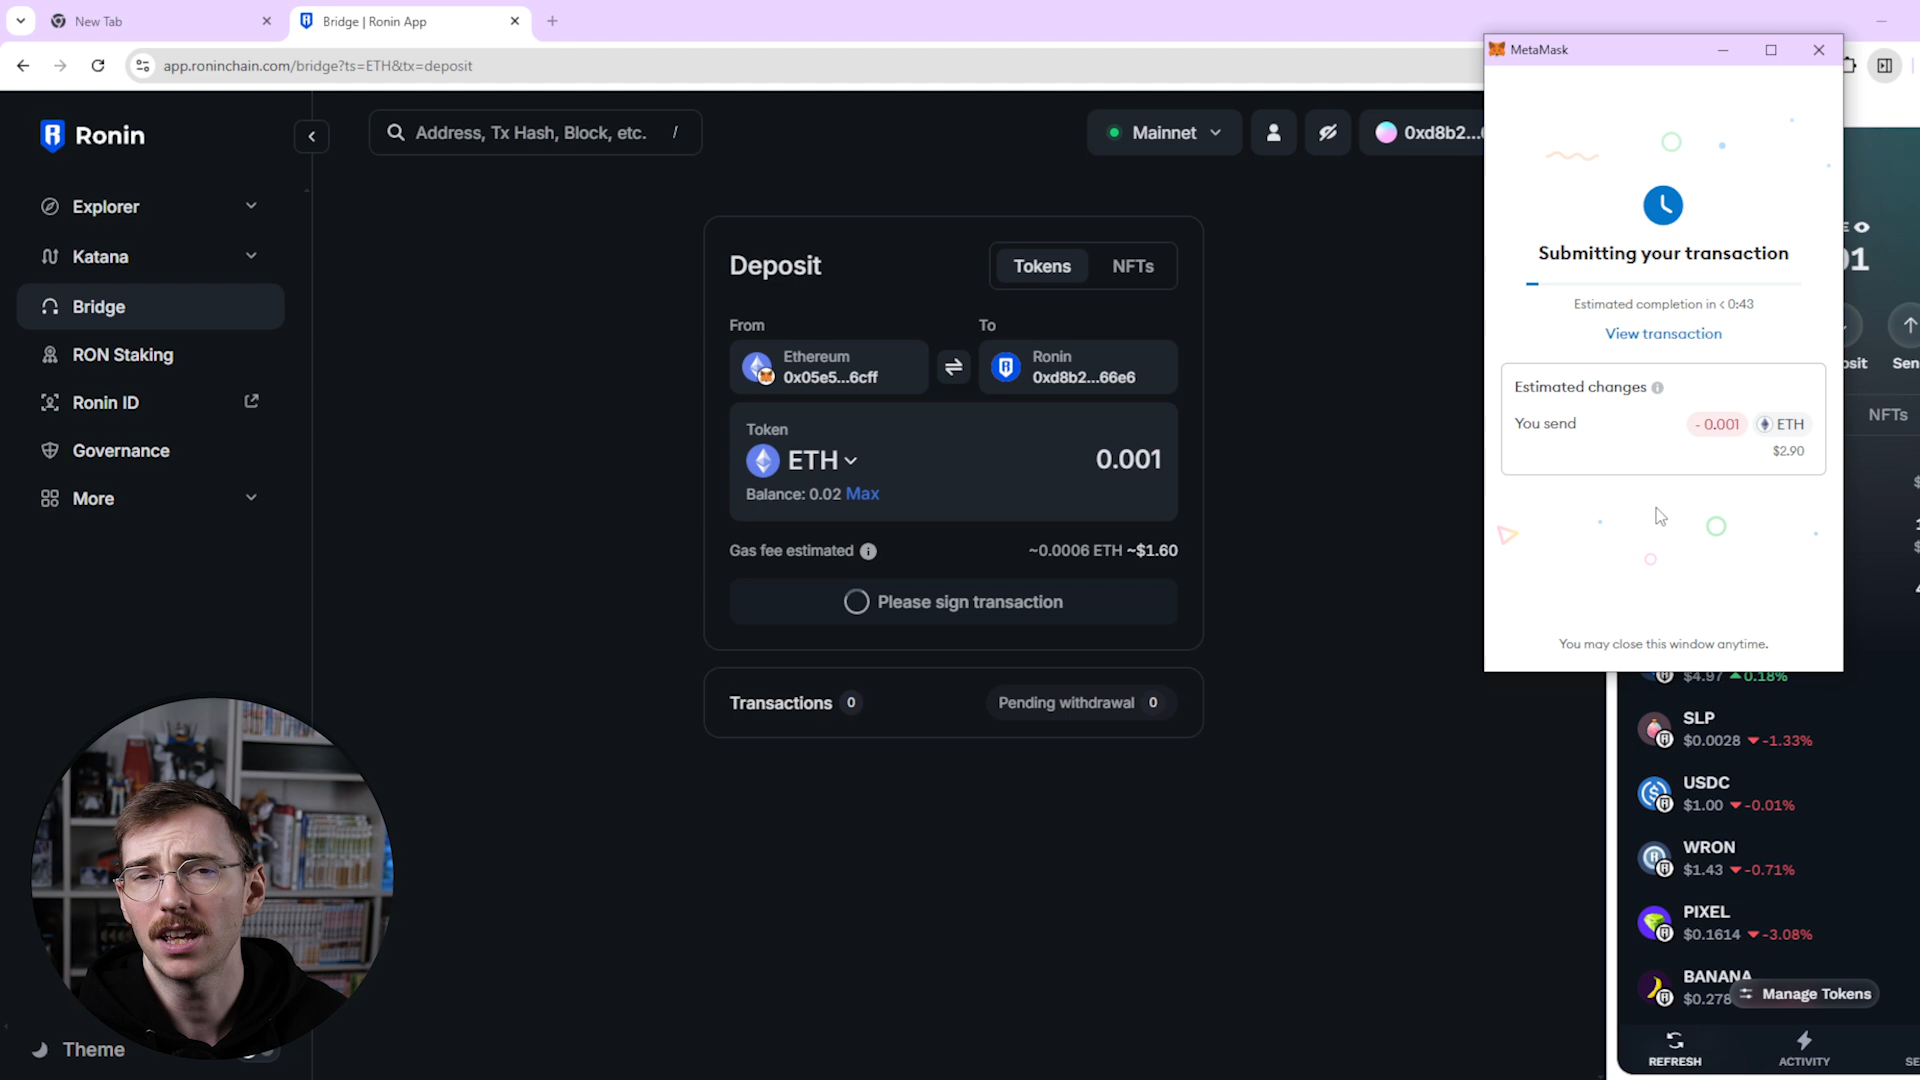 New Tab
Bridge | Ronin App
app.roninchain.com/bridge?ts=ETH&tx=deposit
Ronin
Address, Tx Hash, Block, etc. /
Mainnet
0xd8b2...
Explorer
Katana
Bridge
RON Staking
Ronin ID
Governance
More
Theme
Deposit
Tokens
NFTs
From
To
Ethereum
0x05e5...6cff
Ronin
0xd8b2...66e6
Token
ETH
0.001
Balance: 0.02 Max
Gas fee estimated
~0.0006 ETH ~$1.60
Please sign transaction
Transactions 0
Pending withdrawal 0
MetaMask
Submitting your transaction
Estimated completion in < 0:43
View transaction
Estimated changes
You send
- 0.001
ETH
$2.90
You may close this window anytime.
NFTs
$4.97 0.18%
SLP
$0.0028 -1.33%
USDC
$1.00 -0.01%
WRON
$1.43 -0.71%
PIXEL
$0.1614 -3.08%
BANANA
$0.278
Manage Tokens
REFRESH
ACTIVITY